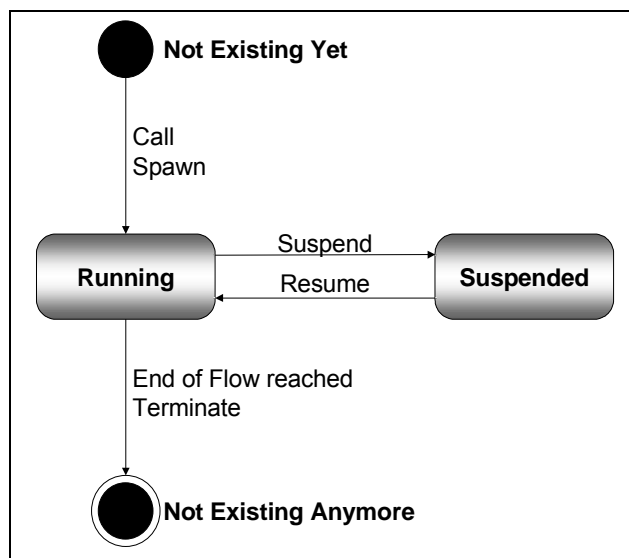 Not Existing Yet
Call
Spawn
Suspend
Running
Suspended
Resume
End of Flow reached
Terminate
Not Existing Anymore